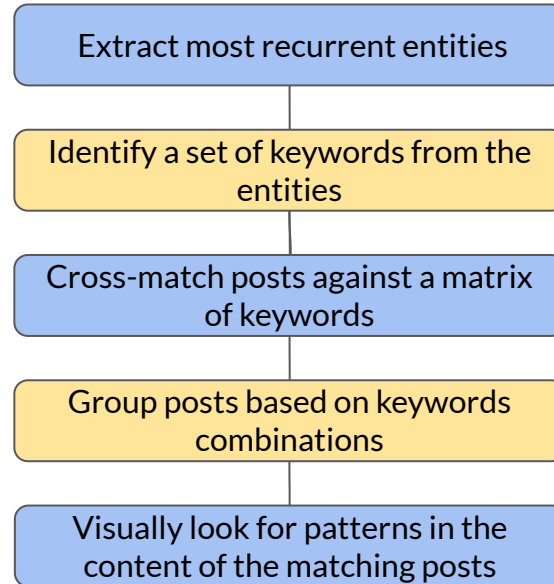 Extract most recurrent entities
Identify a set of keywords from the
entities
Cross-match posts against a matrix
of keywords
Group posts based on keywords
combinations
Visually look for patterns in the
content of the matching posts